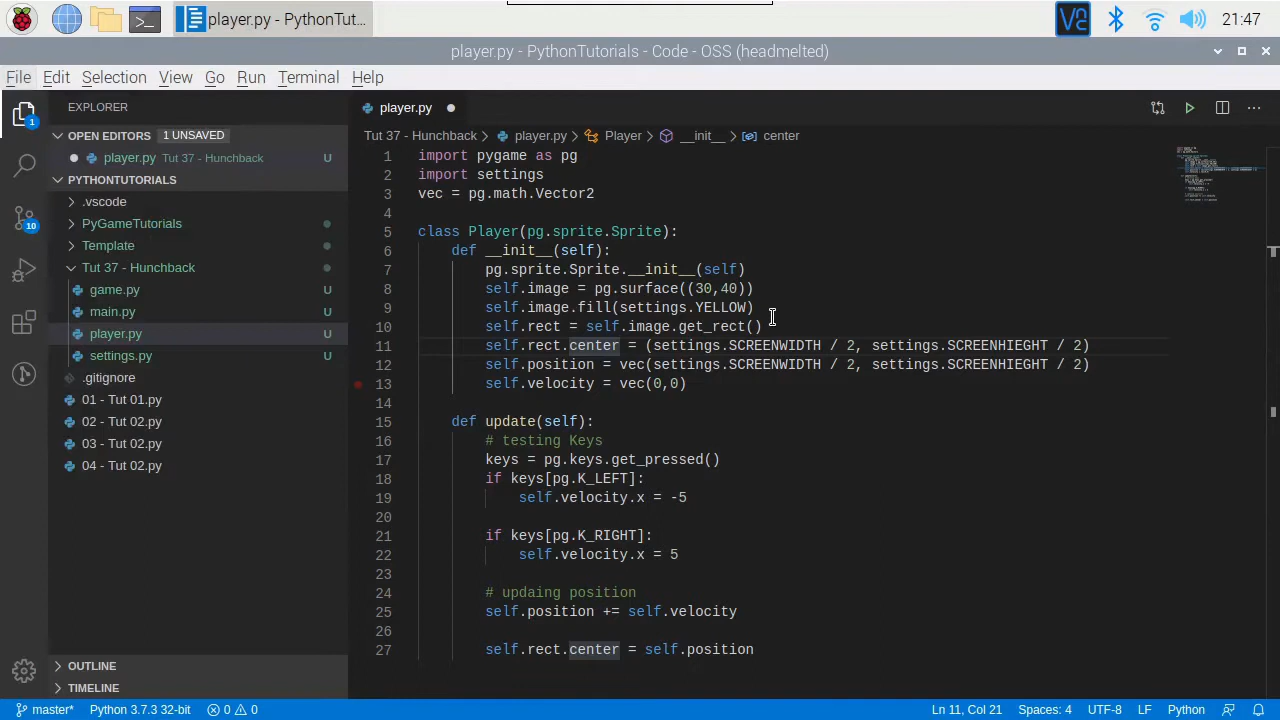 player.py - PythonTut...
VNC
21:47
player.py - PythonTutorials - Code - OSS (headmelted)
File Edit Selection View Go Run Terminal Help
EXPLORER
OPEN EDITORS 1 UNSAVED
player.py Tut 37 - Hunchback U
PYTHONTUTORIALS
.vscode
PyGameTutorials
Template
Tut 37 - Hunchback
game.py U
main.py U
player.py U
settings.py U
.gitignore
01 - Tut 01.py
02 - Tut 02.py
03 - Tut 02.py
04 - Tut 02.py
OUTLINE
TIMELINE
1
10
player.py
Tut 37 - Hunchback > player.py > Player > __init__ > center
1 import pygame as pg
2 import settings
3 vec = pg.math.Vector2
4
5 class Player(pg.sprite.Sprite):
6 def __init__(self):
7 pg.sprite.Sprite.__init__(self)
8 self.image = pg.surface((30,40))
9 self.image.fill(settings.YELLOW)
10 self.rect = self.image.get_rect()
11 self.rect.center = (settings.SCREENWIDTH / 2, settings.SCREENHIEGHT / 2)
12 self.position = vec(settings.SCREENWIDTH / 2, settings.SCREENHIEGHT / 2)
13 self.velocity = vec(0,0)
14
15 def update(self):
16 # testing Keys
17 keys = pg.keys.get_pressed()
18 if keys[pg.K_LEFT]:
19 self.velocity.x = -5
20
21 if keys[pg.K_RIGHT]:
22 self.velocity.x = 5
23
24 # updaing position
25 self.position += self.velocity
26
27 self.rect.center = self.position
master* Python 3.7.3 32-bit 0 0 Ln 11, Col 21 Spaces: 4 UTF-8 LF Python